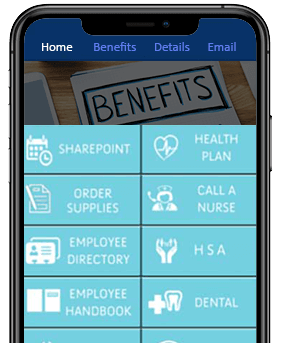 Home Benefits Details Email
BENEFITS
SHAREPOINT
HEALTH
PLAN
ORDER
SUPPLIES
CALL A
NURSE
EMPLOYEE
DIRECTORY
HSA
EMPLOYEE
HANDBOOK
DENTAL